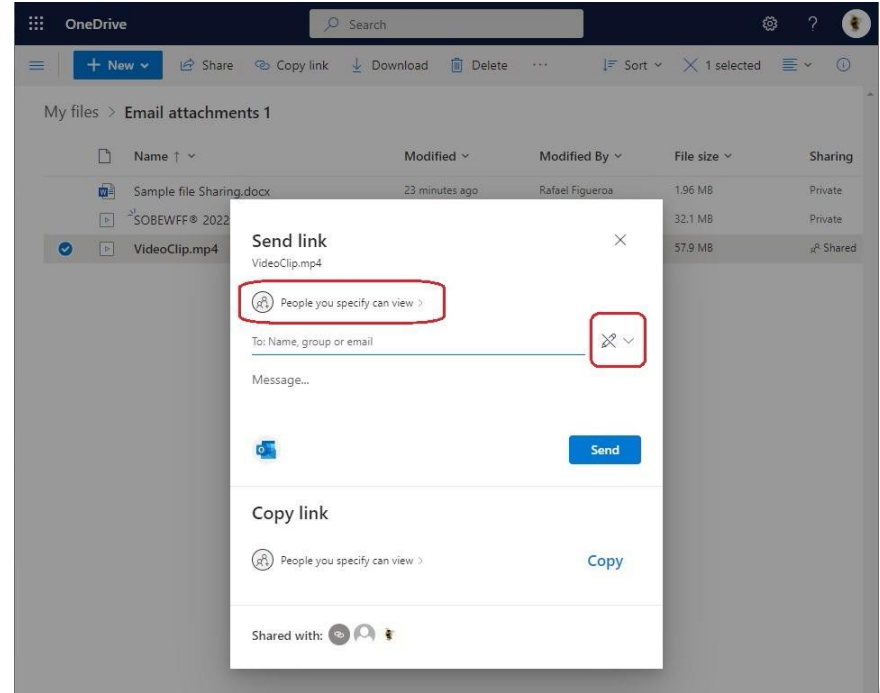 OneDrive
Search
?
New
Share
Copy link
Download
Delete
...
Sort
1 selected
My files > Email attachments 1
Name ↑ Modified Modified By File size Sharing
Sample file Sharing.docx 23 minutes ago Rafael Figueroa 1.96 MB Private
SOBEWFF® 2022 32.1 MB Private
VideoClip.mp4 57.9 MB Shared
Send link
VideoClip.mp4
People you specify can view >
To: Name, group or email
Message...
Send
Copy link
People you specify can view >
Copy
Shared with: